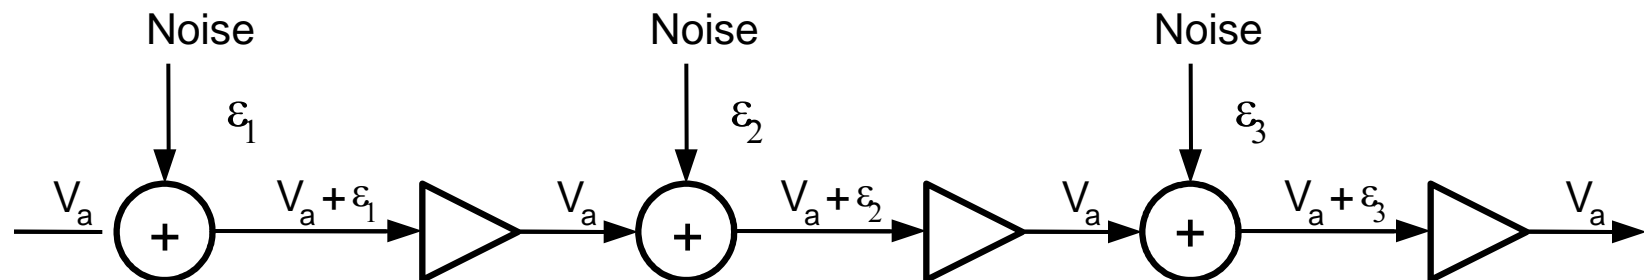 Noise Noise Noise
ε1 ε2 ε3
Va Va + ε1 Va Va + ε2 Va Va + ε3 Va
+ + +